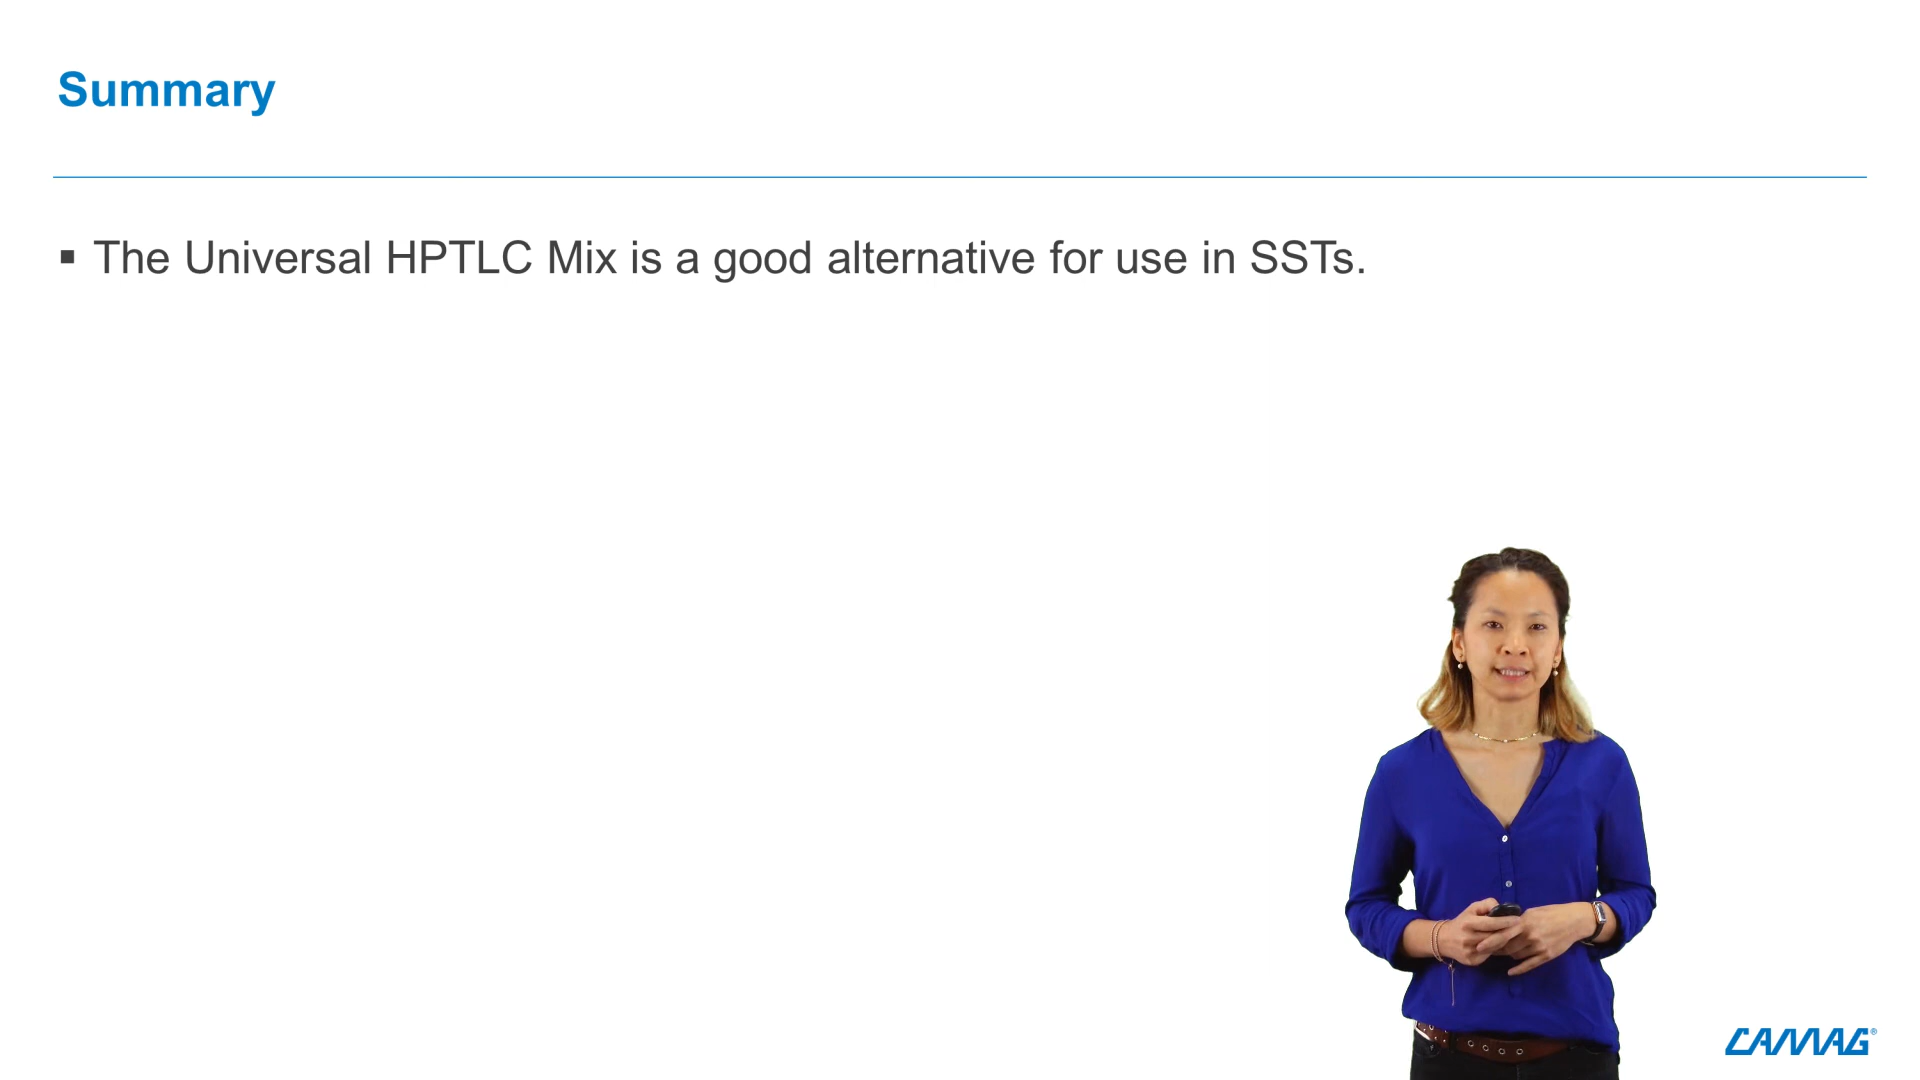 Summary
▪ The Universal HPTLC Mix is a good alternative for use in SSTs.
CAMAG®